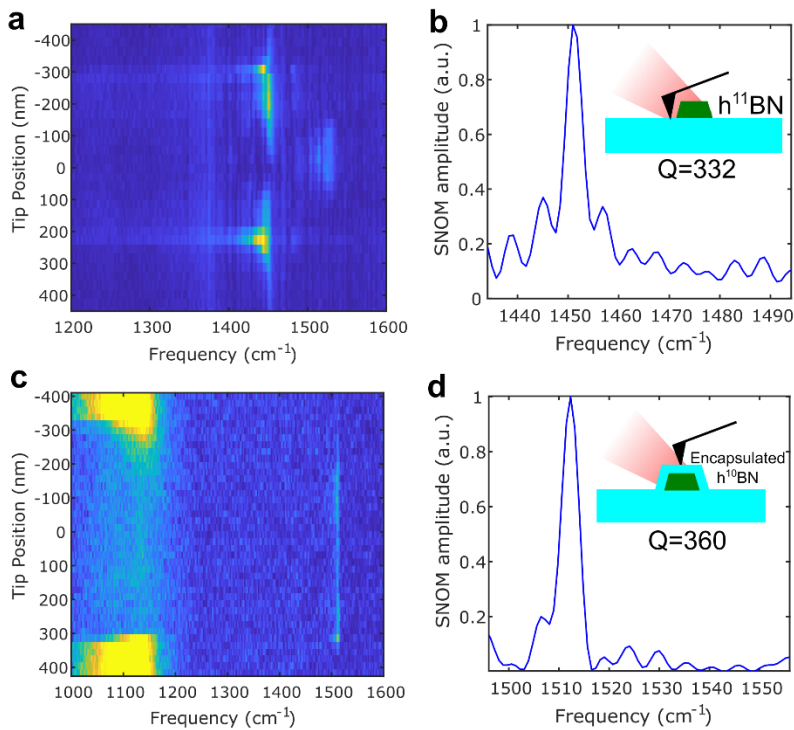 a
Tip Position (nm)
-400
-300
-200
-100
0
100
200
300
400
1200 1300 1400 1500 1600
Frequency (cm-1)
b
SNOM amplitude (a.u.)
1
0.8
0.6
0.4
0.2
0
h11BN
Q=332
1440 1450 1460 1470 1480 1490
Frequency (cm-1)
c
Tip Position (nm)
-400
-300
-200
-100
0
100
200
300
400
1000 1100 1200 1300 1400 1500 1600
Frequency (cm-1)
d
SNOM amplitude (a.u.)
1
0.8
0.6
0.4
0.2
Encapsulated
h10BN
Q=360
1500 1510 1520 1530 1540 1550
Frequency (cm-1)